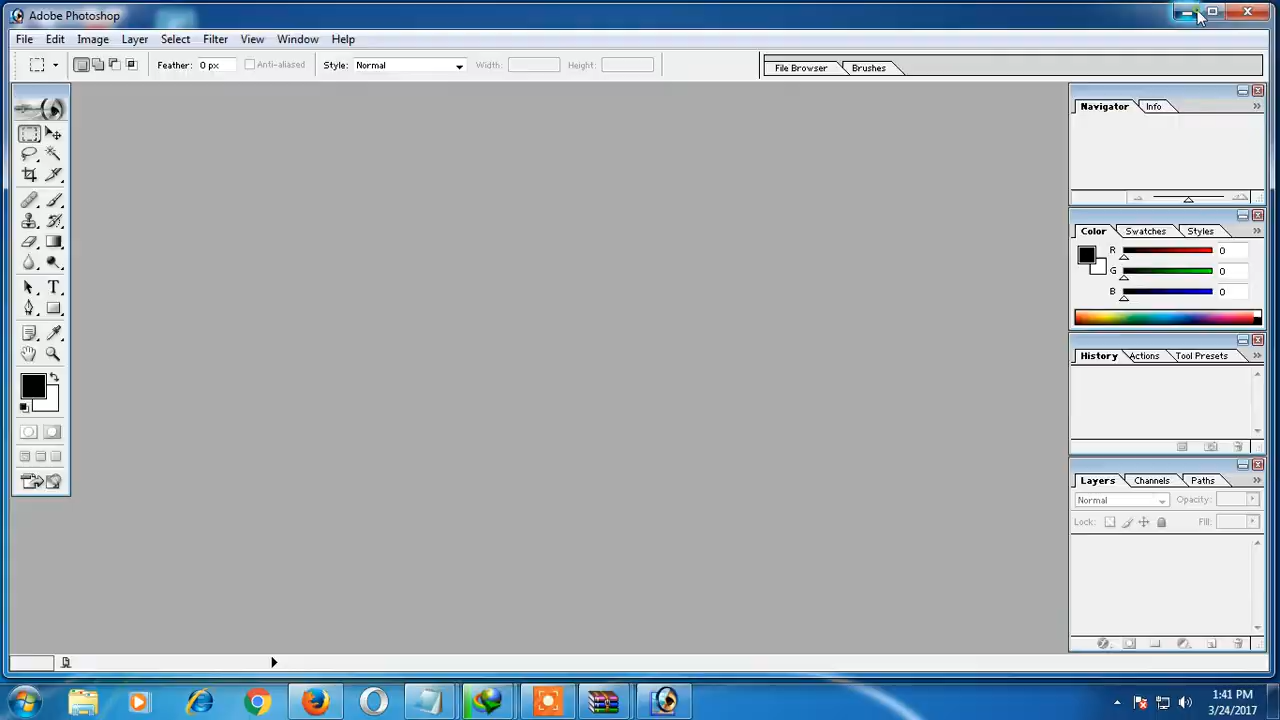 Adobe Photoshop
File Edit Image Layer Select Filter View Window Help
Feather: 0 px Anti-aliased Style: Normal Width: Height: File Browser Brushes
Navigator Info
Color Swatches Styles
R 0
G 0
B 0
History Actions Tool Presets
Layers Channels Paths
Normal Opacity:
Lock: Fill:
1:41 PM
3/24/2017